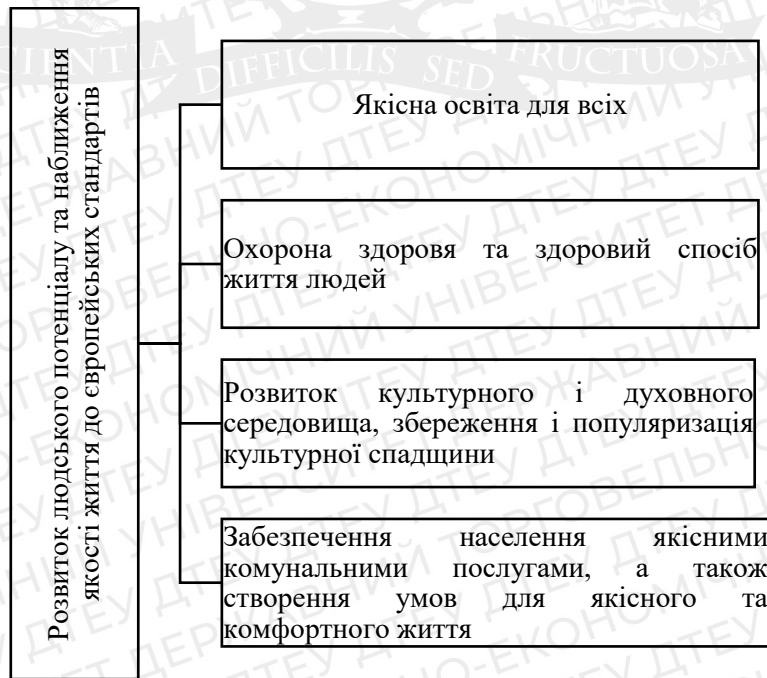 Розвиток людського потенціалу та наближення
якості життя до європейських стандартів
Якісна освіта для всіх
Охорона здоровя та здоровий спосіб
життя людей
Розвиток культурного і духовного
середовища, збереження і популяризація
культурної спадщини
Забезпечення населення якісними
комунальними послугами, а також
створення умов для якісного та
комфортного життя